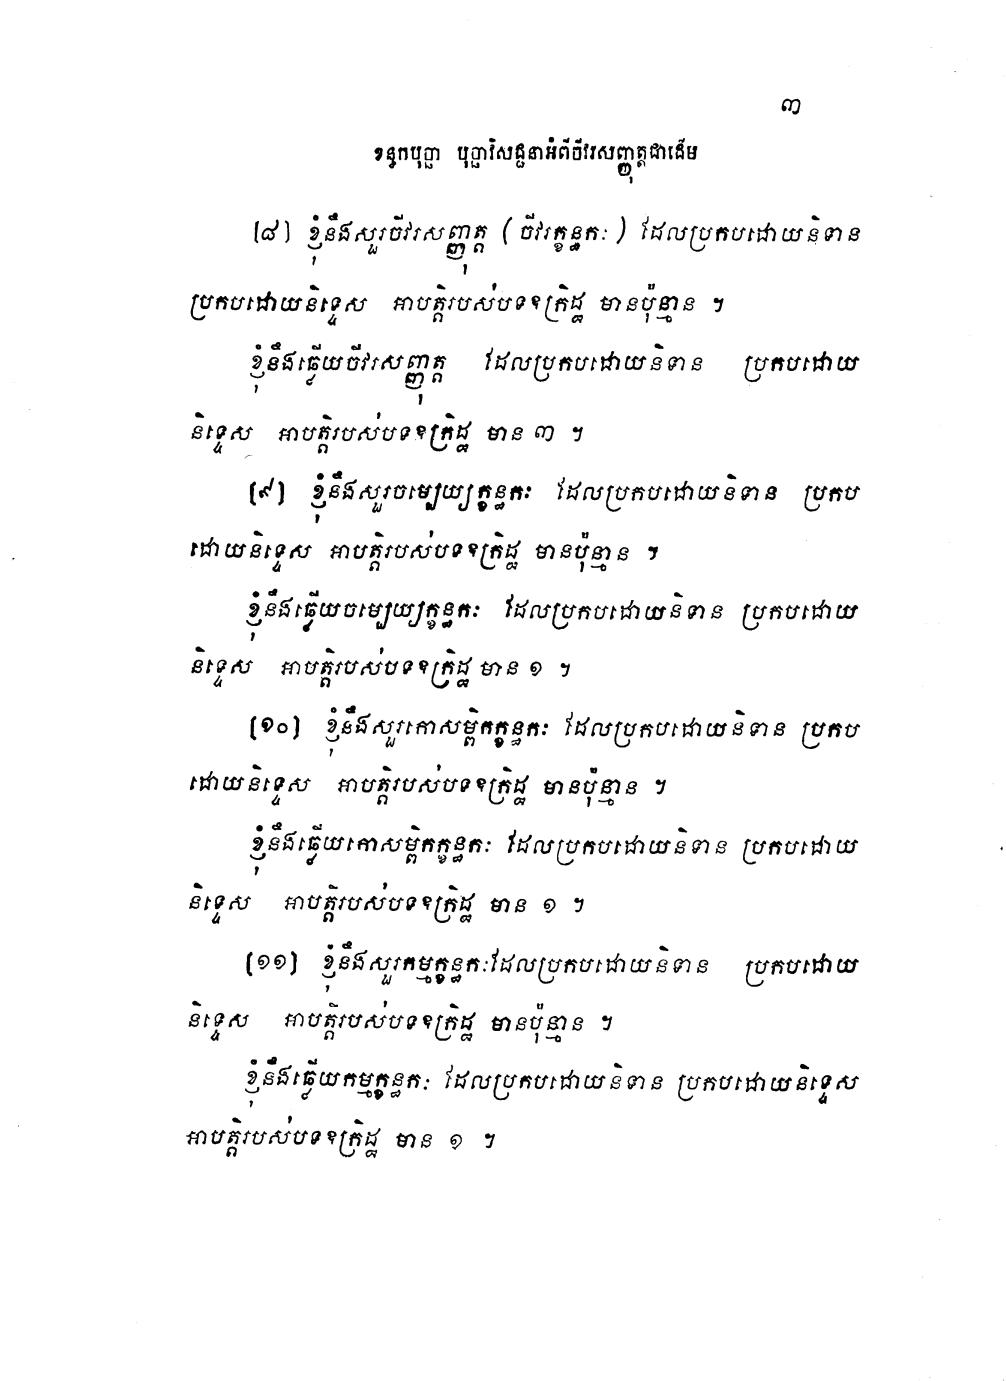 ៣
ខន្ធកបុច្ឆា បុច្ឆាវិសជ្ជនាអំពីចីវរសញ្ញុត្តជាដើម
(៨) ខ្ញុំនឹងសួរចីវរសញ្ញុត្ត ( ចីវរក្ខន្ធកៈ ) ដែលប្រកបដោយនិទាន
ប្រកបដោយនិទ្ទេស អាបត្តិរបស់បទឧក្រិដ្ឋ មានប៉ុន្មាន ។
ខ្ញុំនឹងឆ្លើយចីវរសញ្ញុត្ត ដែលប្រកបដោយនិទាន ប្រកបដោយ
និទ្ទេស អាបត្តិរបស់បទឧក្រិដ្ឋ មាន ៣ ។
(៩) ខ្ញុំនឹងសួរចម្បេយ្យក្ខន្ធកៈ ដែលប្រកបដោយនិទាន ប្រកប
ដោយនិទ្ទេស អាបត្តិរបស់បទឧក្រិដ្ឋ មានប៉ុន្មាន ។
ខ្ញុំនឹងឆ្លើយចម្បេយ្យក្ខន្ធកៈ ដែលប្រកបដោយនិទាន ប្រកបដោយ
និទ្ទេស អាបត្តិរបស់បទឧក្រិដ្ឋ មាន ១ ។
(១០) ខ្ញុំនឹងសួរកោសម្ពិកក្ខន្ធកៈ ដែលប្រកបដោយនិទាន ប្រកប
ដោយនិទ្ទេស អាបត្តិរបស់បទឧក្រិដ្ឋ មានប៉ុន្មាន ។
ខ្ញុំនឹងឆ្លើយកោសម្ពិកក្ខន្ធកៈ ដែលប្រកបដោយនិទាន ប្រកបដោយ
និទ្ទេស អាបត្តិរបស់បទឧក្រិដ្ឋ មាន ១ ។
(១១) ខ្ញុំនឹងសួរកម្មក្ខន្ធកៈដែលប្រកបដោយនិទាន ប្រកបដោយ
និទ្ទេស អាបត្តិរបស់បទឧក្រិដ្ឋ មានប៉ុន្មាន ។
ខ្ញុំនឹងឆ្លើយកម្មក្ខន្ធកៈ ដែលប្រកបដោយនិទាន ប្រកបដោយនិទ្ទេស
អាបត្តិរបស់បទឧក្រិដ្ឋ មាន ១ ។